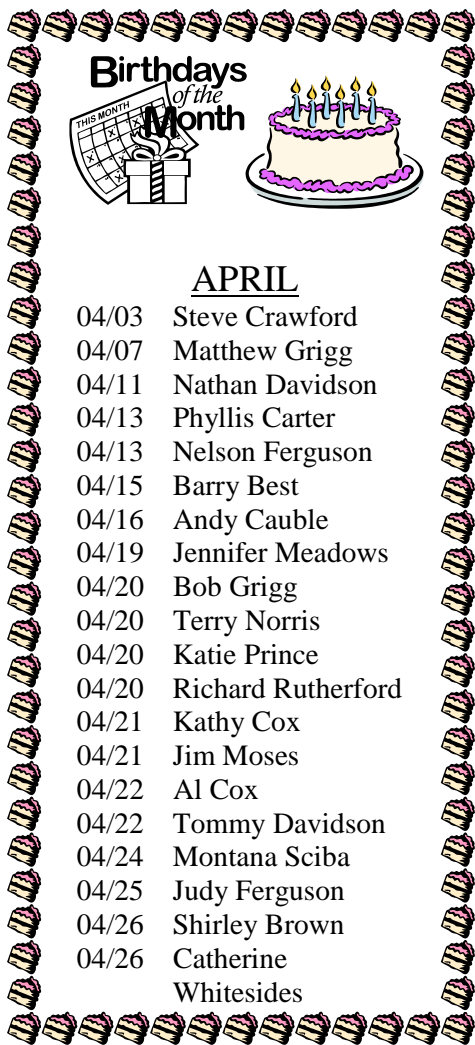 Birthdays
of the
Month
THIS MONTH
APRIL
04/03 Steve Crawford
04/07 Matthew Grigg
04/11 Nathan Davidson
04/13 Phyllis Carter
04/13 Nelson Ferguson
04/15 Barry Best
04/16 Andy Cauble
04/19 Jennifer Meadows
04/20 Bob Grigg
04/20 Terry Norris
04/20 Katie Prince
04/20 Richard Rutherford
04/21 Kathy Cox
04/21 Jim Moses
04/22 Al Cox
04/22 Tommy Davidson
04/24 Montana Sciba
04/25 Judy Ferguson
04/26 Shirley Brown
04/26 Catherine
Whitesides